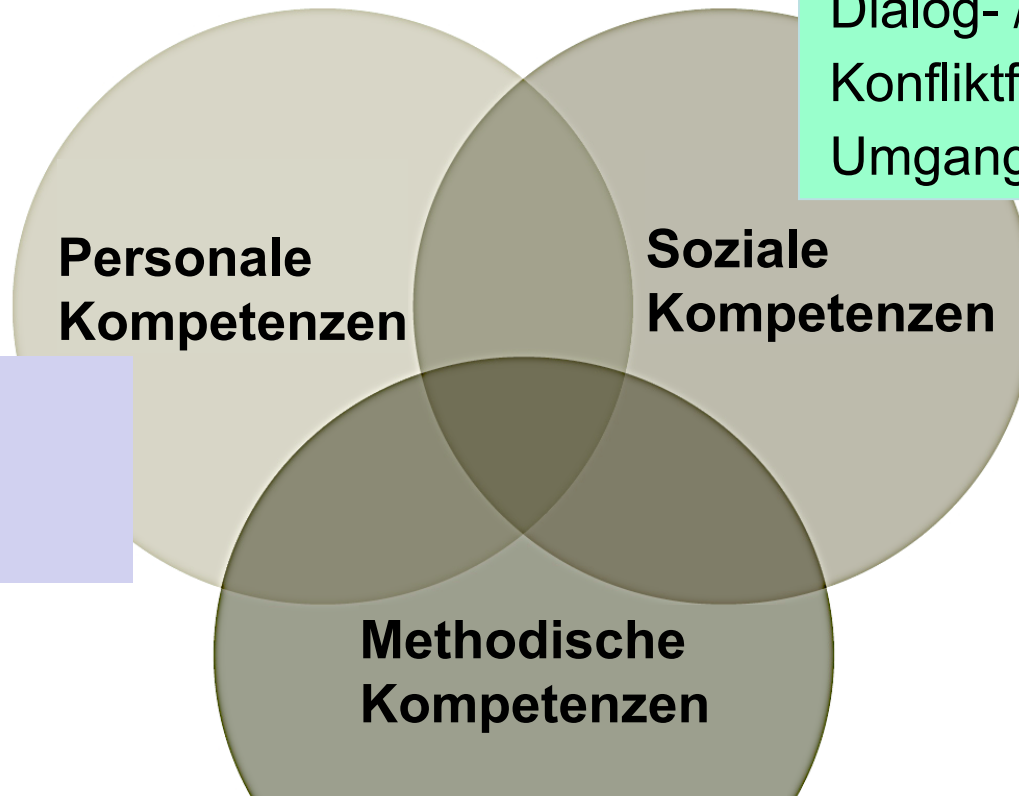 Dialog- /
Konfliktf
Umgang
Personale
Kompetenzen
Soziale
Kompetenzen
Methodische
Kompetenzen